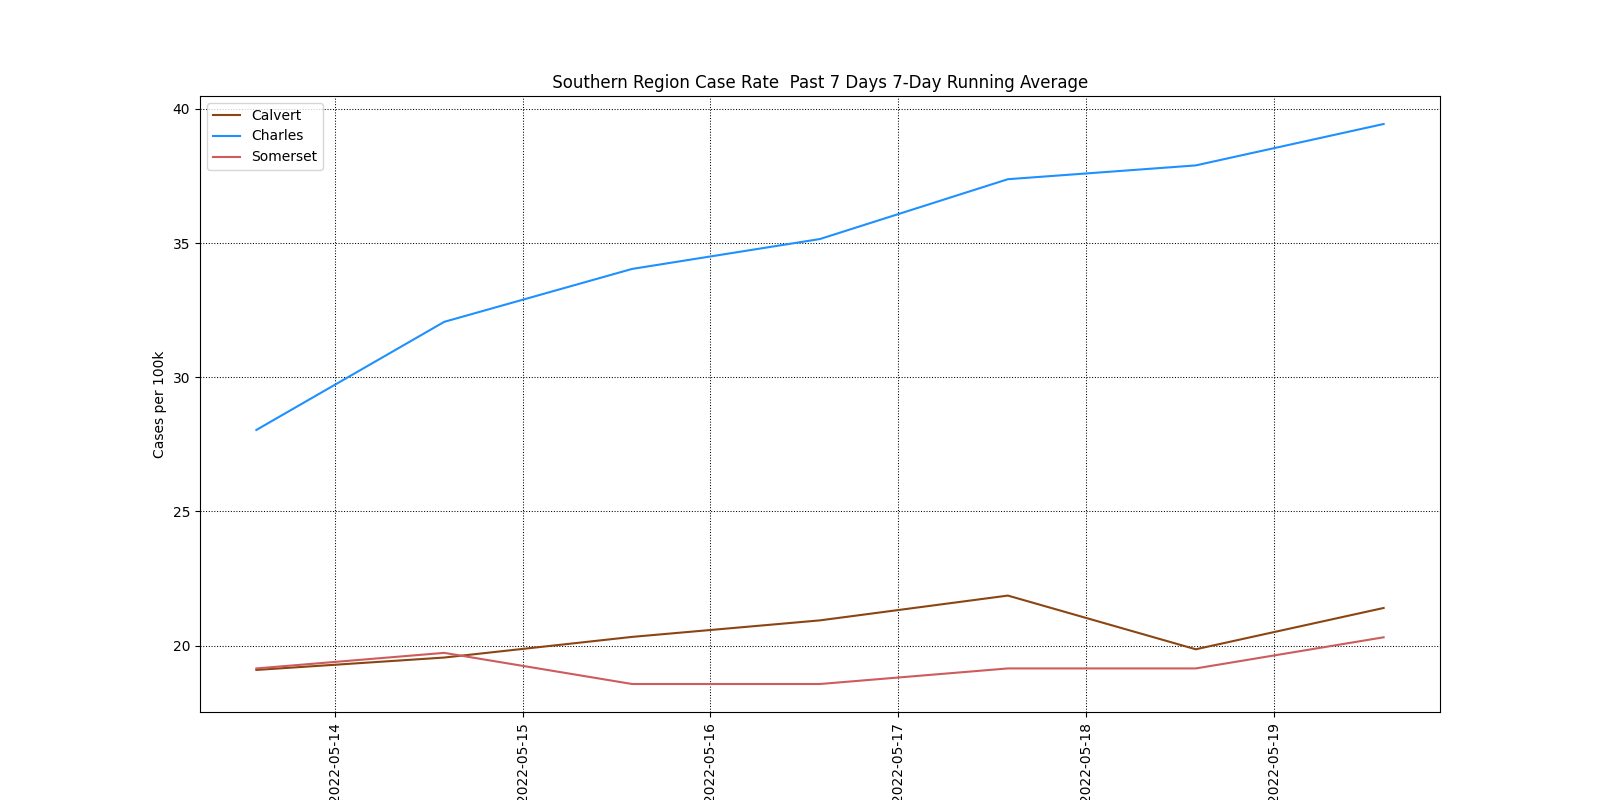 Southern Region Case Rate  Past 7 Days 7-Day Running Average
Calvert
Charles
Somerset
Cases per 100k
40
35
30
25
20
2022-05-14
2022-05-15
2022-05-16
2022-05-17
2022-05-18
2022-05-19